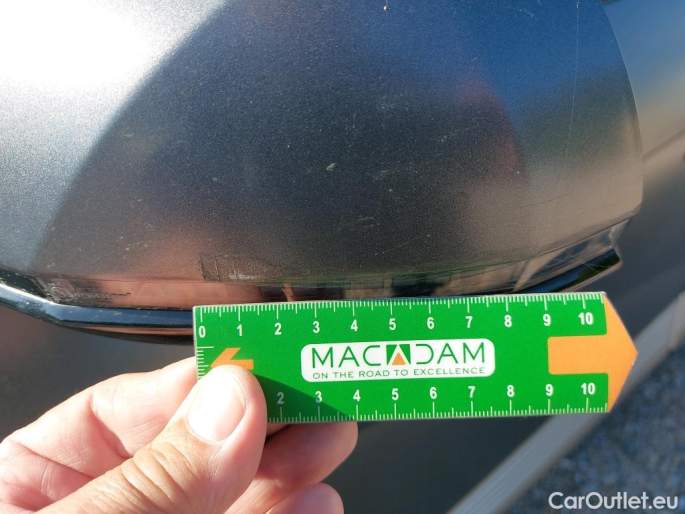 0 1 2 3 4 5 6 7 8 9 10
MACADAM
ON THE ROAD TO EXCELLENCE
2 3 4 5 6 7 8 9 10
CarOutlet.eu